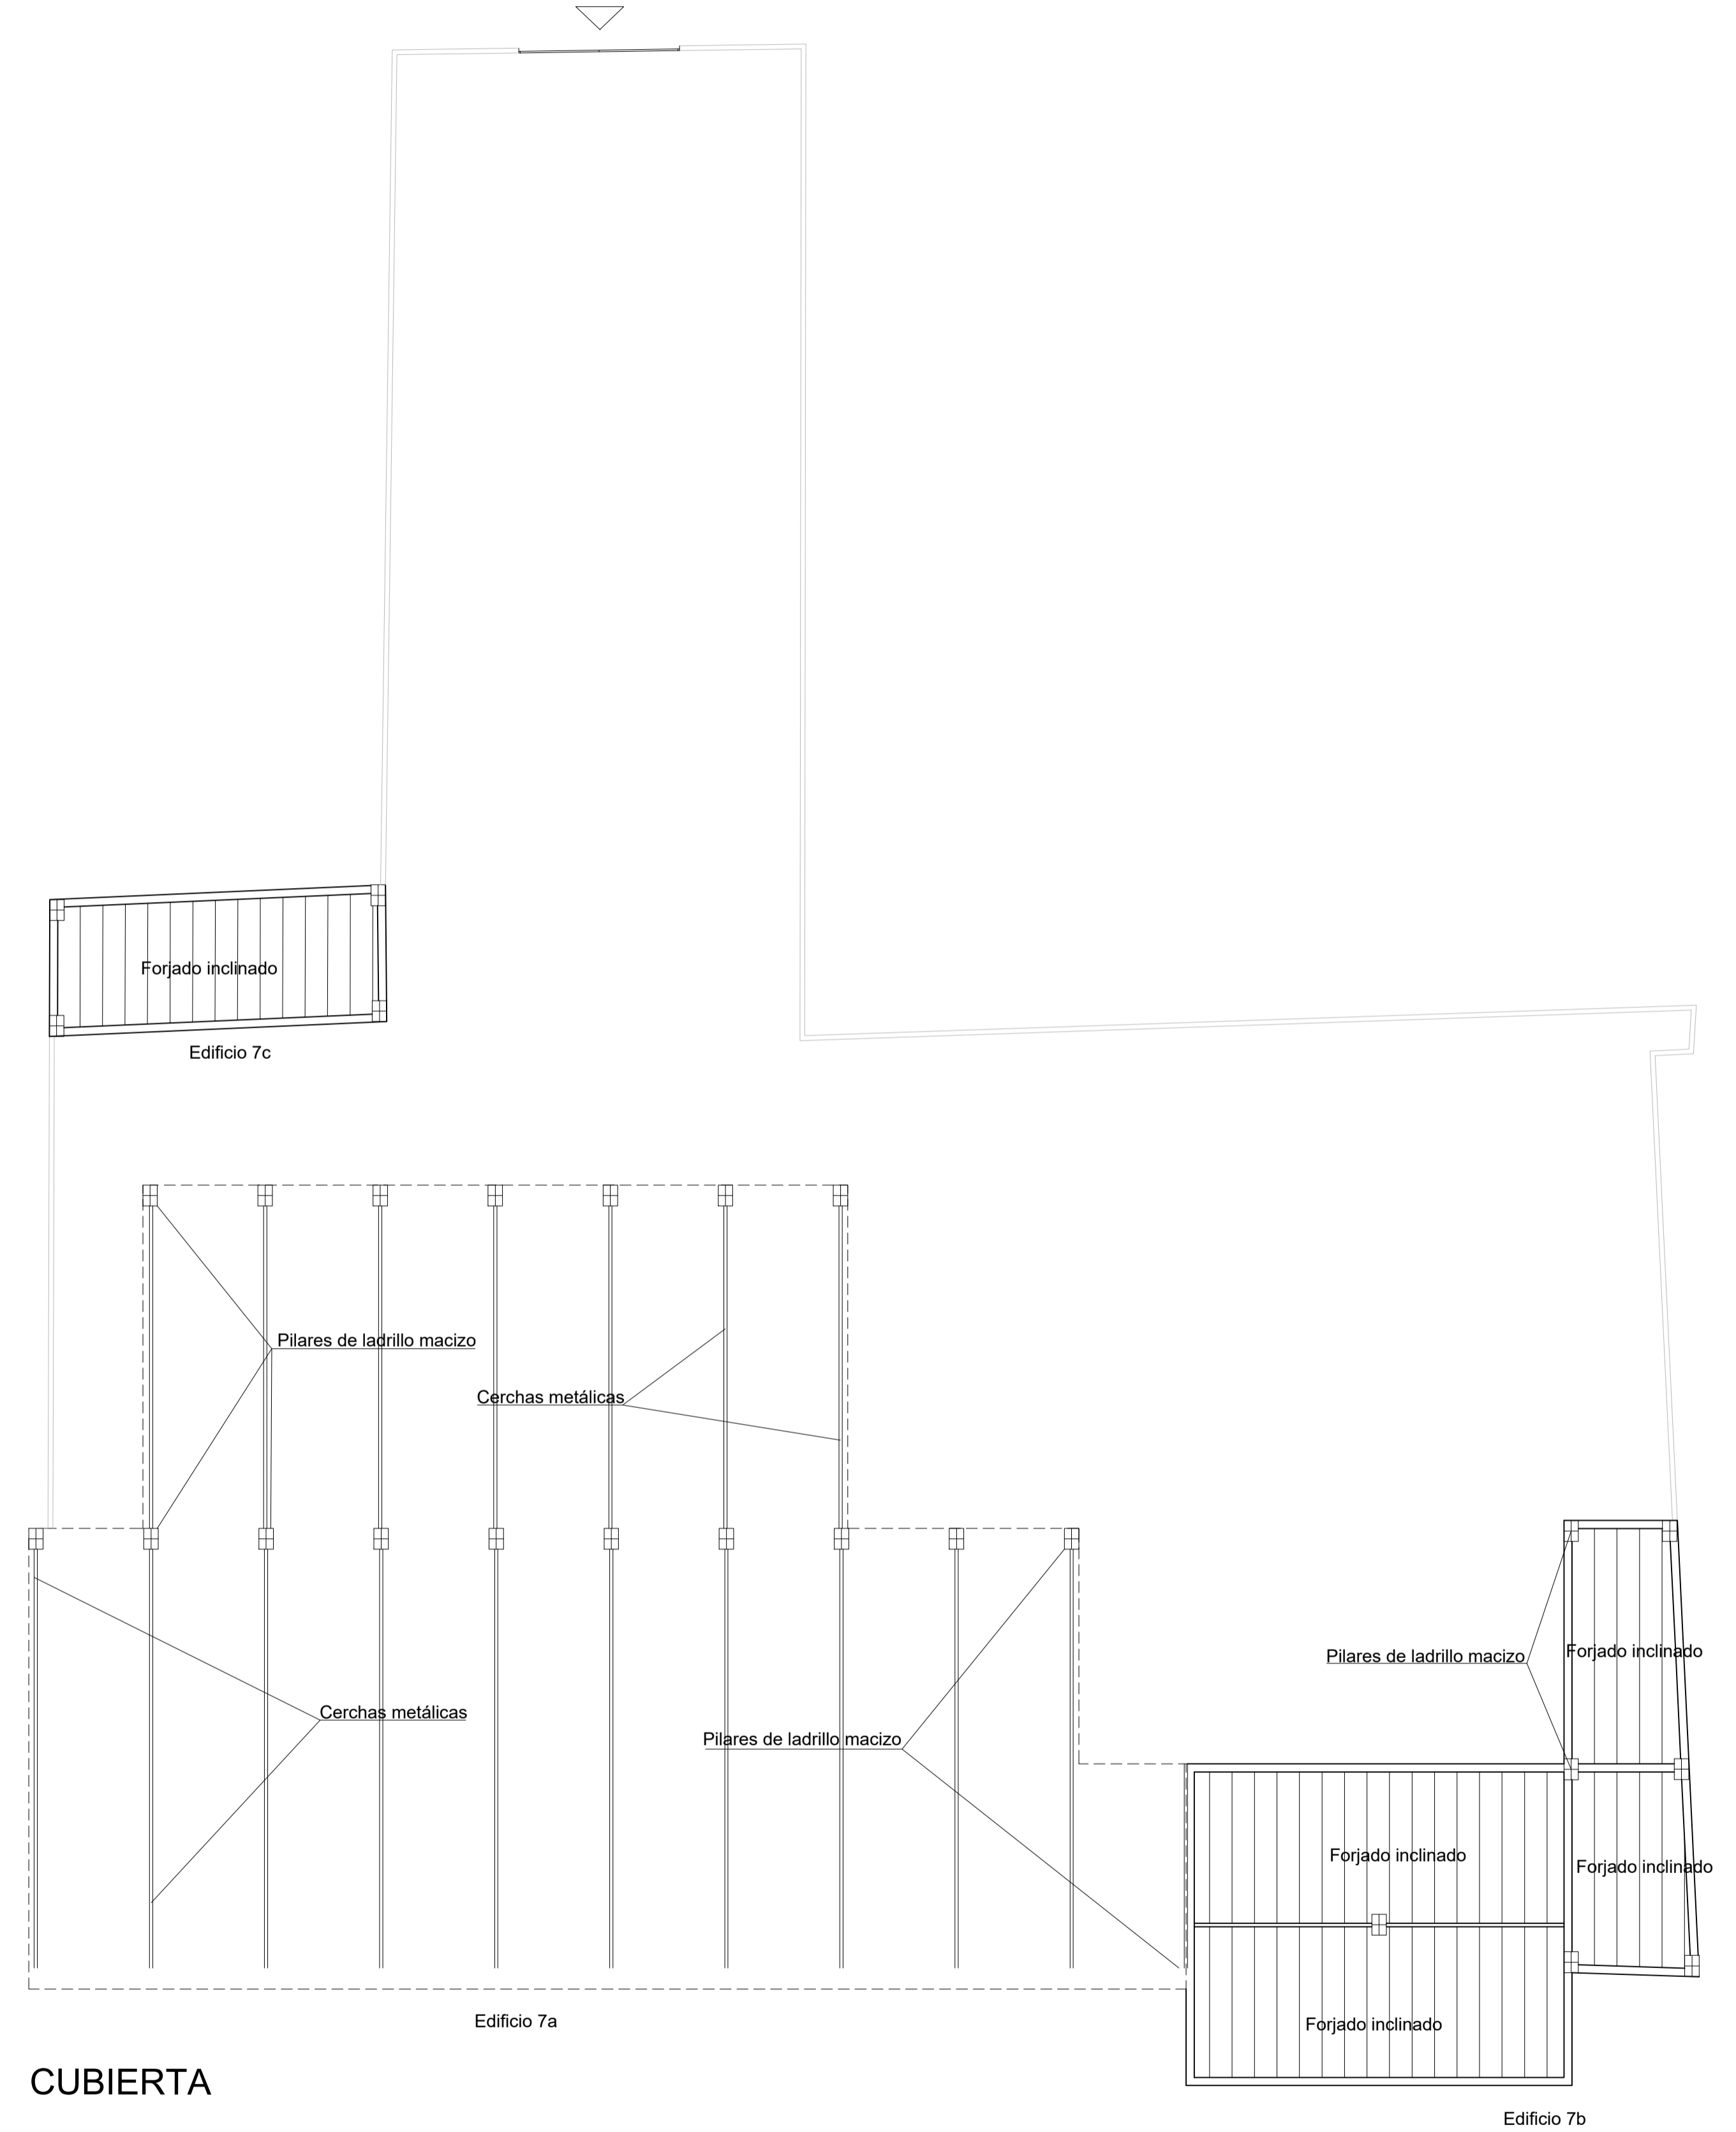 Forjado inclinado
Edificio 7c
Pilares de ladrillo macizo
Cerchas metálicas
Forjado inclinado
Pilares de ladrillo macizo
Cerchas metálicas
Pilares de ladrillo macizo
Forjado inclinado
Forjado inclinado
Edificio 7a
Forjado inclinado
CUBIERTA
Edificio 7b